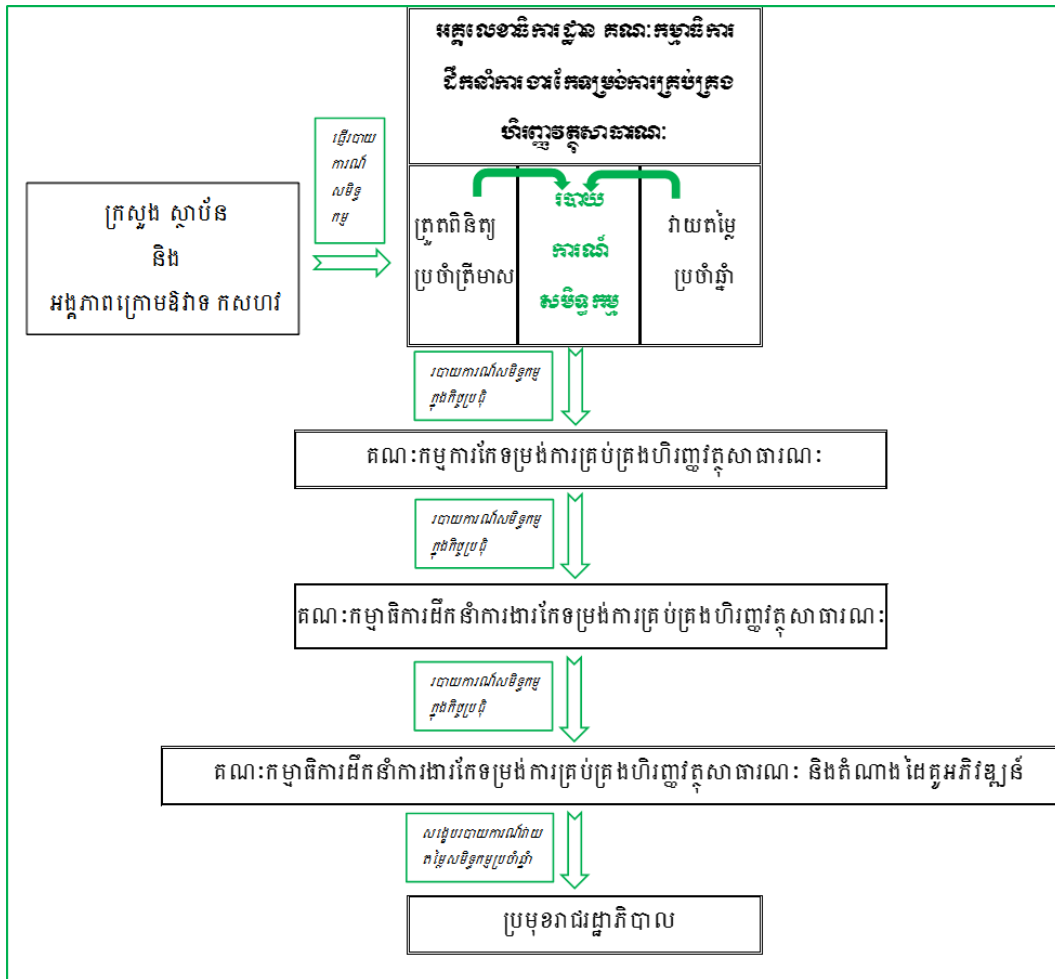 អគ្គលេខាធិការដ្ឋាន គណៈកម្មាធិការ
ដឹកនាំការងារកែទម្រង់ការគ្រប់គ្រង
ហិរញ្ញវត្ថុសាធារណៈ
ធ្វើរបាយ
ការណ៍
សមិទ្ធ
កម្ម
ក្រសួង ស្ថាប័ន
និង
អង្គភាពក្រោមឱវាទ កសហវ
ត្រួតពិនិត្យ
ប្រចាំត្រីមាស
របាយ
ការណ៍
សមិទ្ធកម្ម
វាយតម្លៃ
ប្រចាំឆ្នាំ
របាយការណ៍សមិទ្ធកម្ម
ក្នុងកិច្ចប្រជុំ
គណៈកម្មការកែទម្រង់ការគ្រប់គ្រងហិរញ្ញវត្ថុសាធារណៈ
របាយការណ៍សមិទ្ធកម្ម
ក្នុងកិច្ចប្រជុំ
គណៈកម្មាធិការដឹកនាំការងារកែទម្រង់ការគ្រប់គ្រងហិរញ្ញវត្ថុសាធារណៈ
របាយការណ៍សមិទ្ធកម្ម
ក្នុងកិច្ចប្រជុំ
គណៈកម្មាធិការដឹកនាំការងារកែទម្រង់ការគ្រប់គ្រងហិរញ្ញវត្ថុសាធារណៈ និងតំណាងដៃគូអភិវឌ្ឍន៍
សង្ខេបរបាយការណ៍វាយ
តម្លៃសមិទ្ធកម្មប្រចាំឆ្នាំ
ប្រមុខរាជរដ្ឋាភិបាល